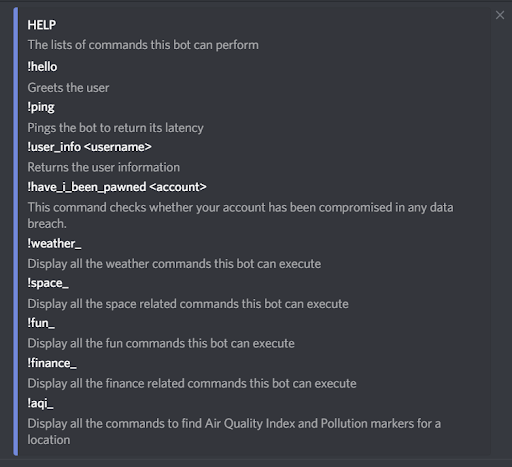 HELP
The lists of commands this bot can perform
!hello
Greets the user
!ping
Pings the bot to return its latency
!user_info <username>
Returns the user information
!have_i_been_pawned <account>
This command checks whether your account has been compromised in any data
breach.
!weather_
Display all the weather commands this bot can execute
!space_
Display all the space related commands this bot can execute
!fun_
Display all the fun commands this bot can execute
!finance_
Display all the finance related commands this bot can execute
!aqi_
Display all the commands to find Air Quality Index and Pollution markers for a
location